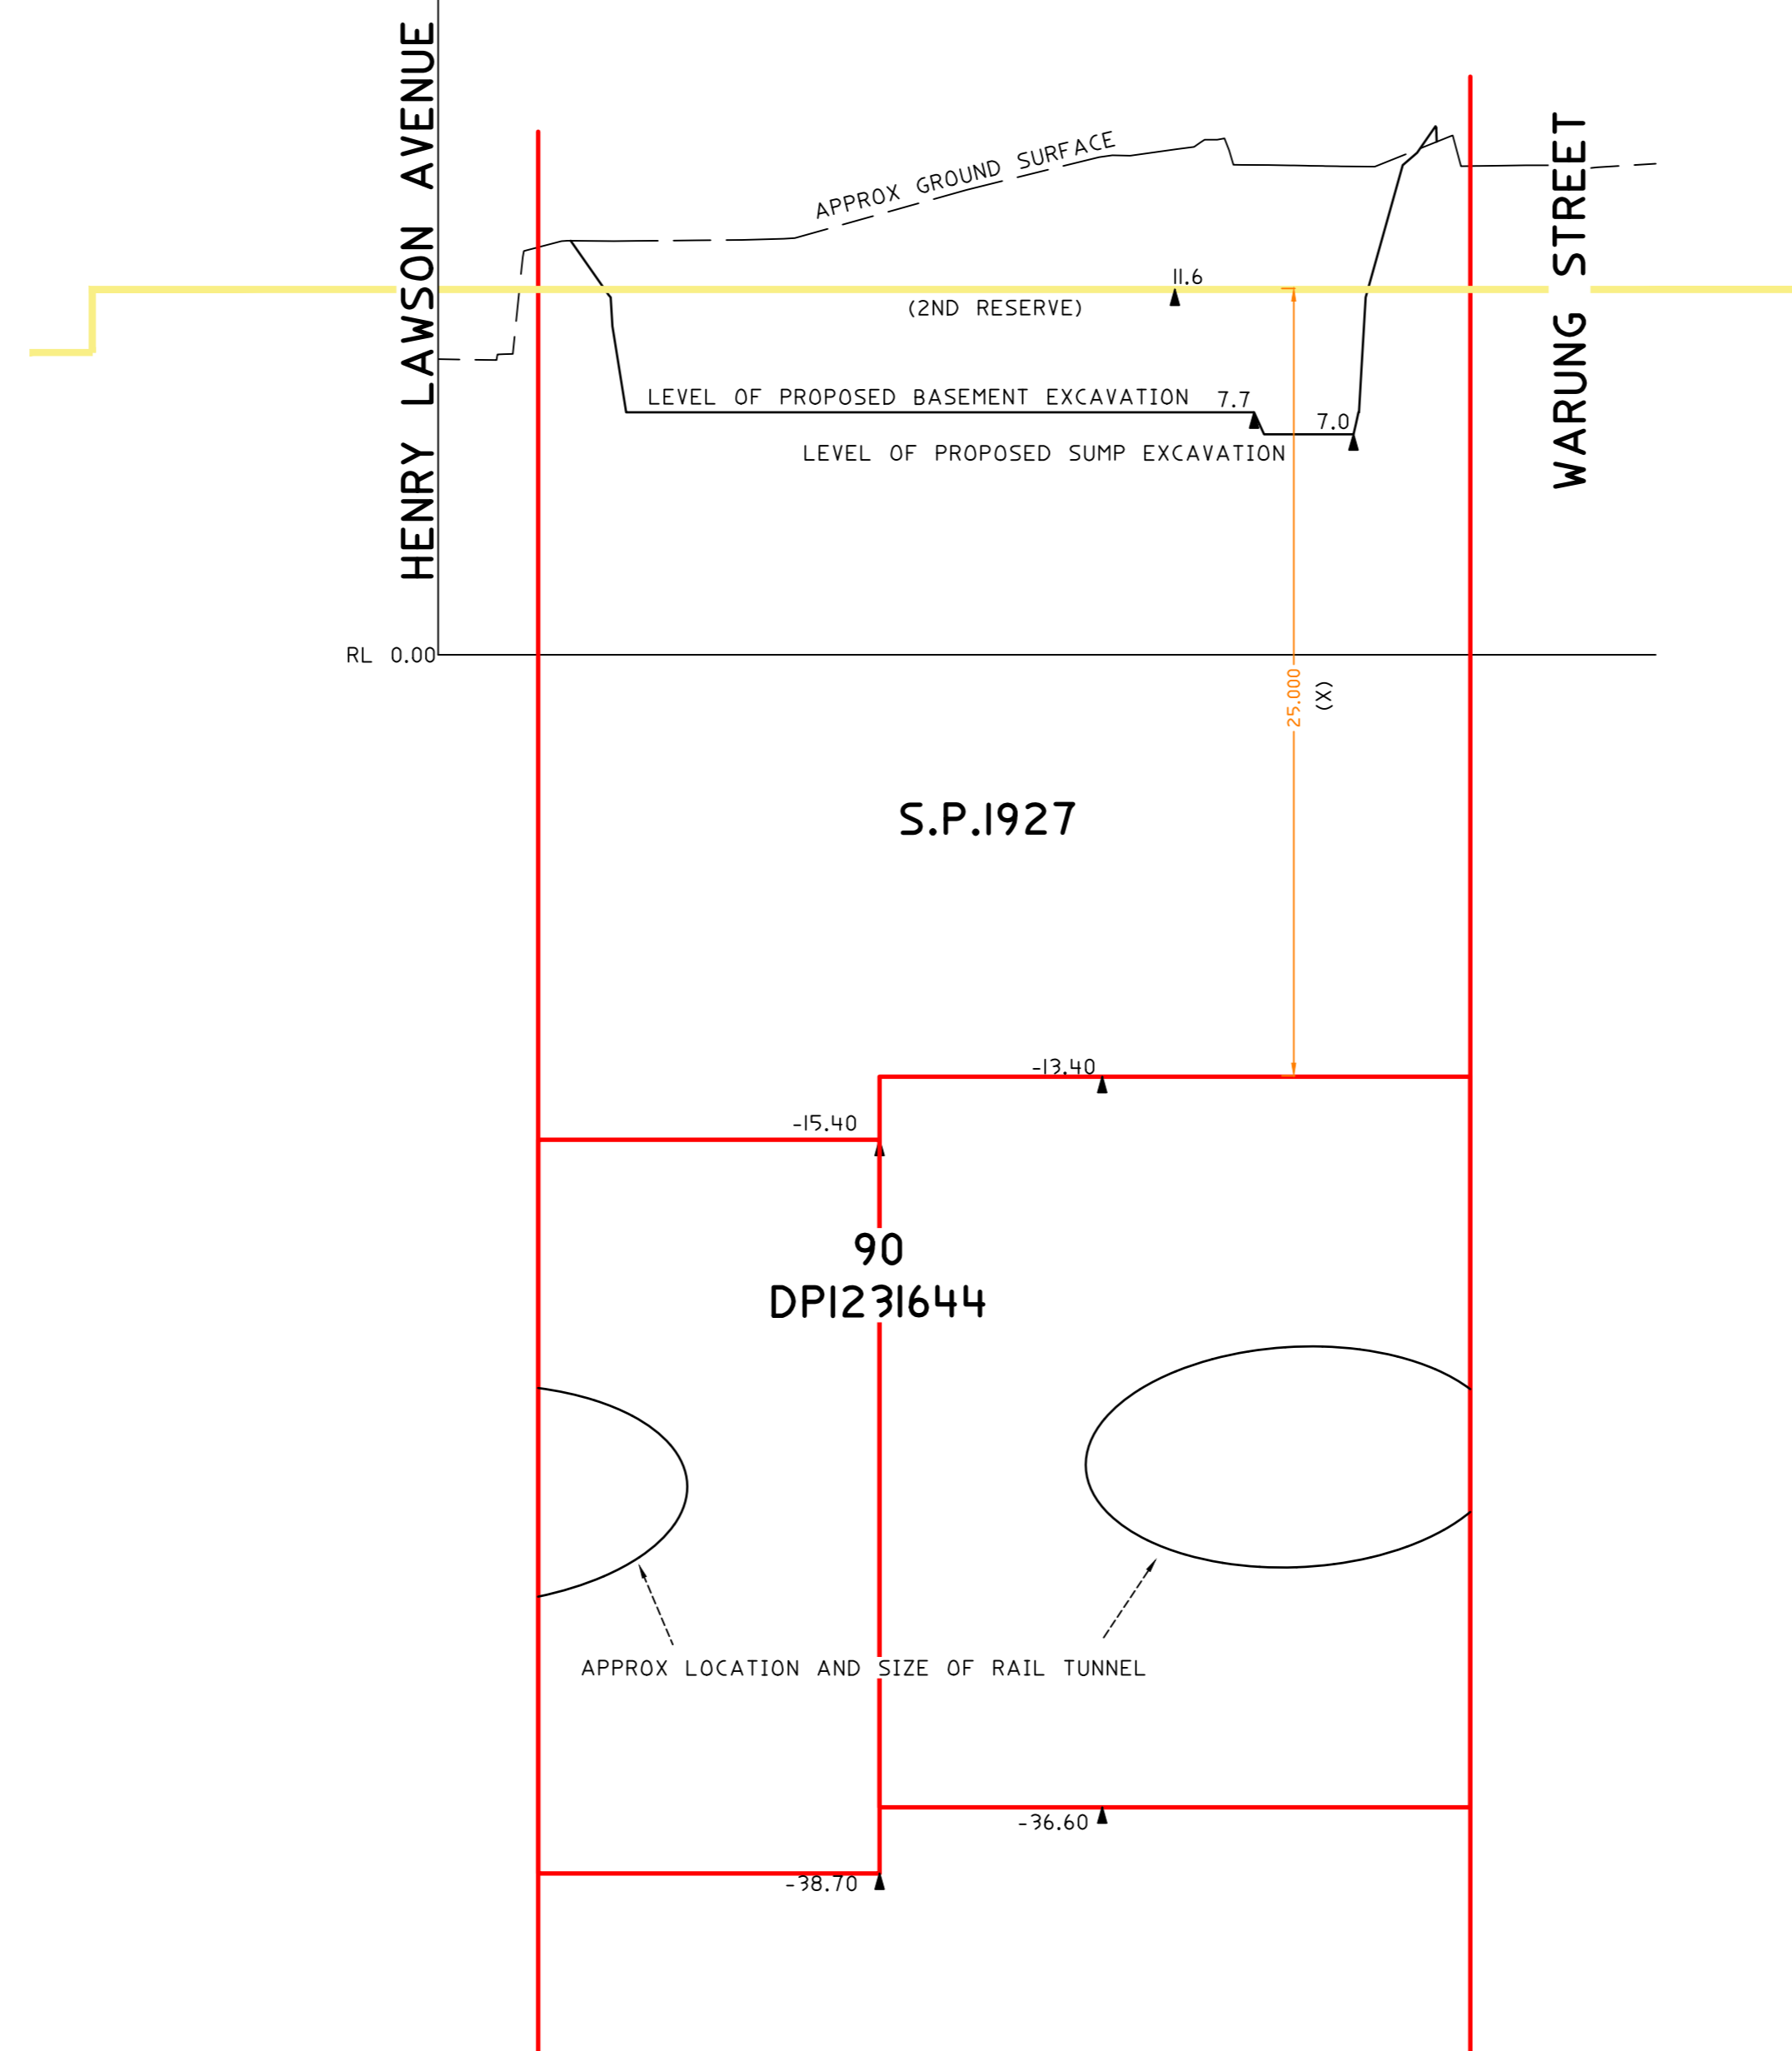 HENRY LAWSON AVENUE
WARUNG STREET
APPROX GROUND SURFACE
11.6
(2ND RESERVE)
LEVEL OF PROPOSED BASEMENT EXCAVATION 7.7
7.0
LEVEL OF PROPOSED SUMP EXCAVATION
RL 0.00
25.000
(X)
S.P.1927
-13.40
-15.40
90
DP1231644
APPROX LOCATION AND SIZE OF RAIL TUNNEL
-36.60
-38.70